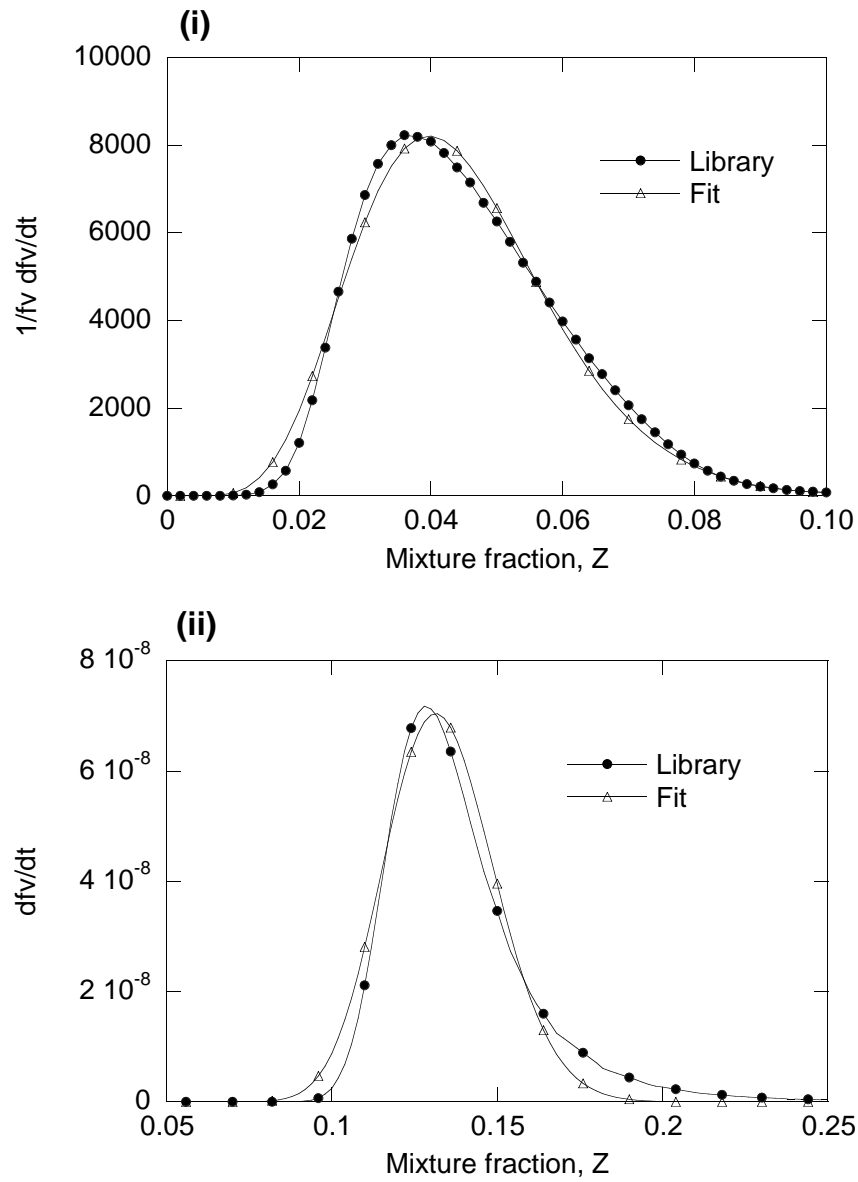 (i)
10000
8000
6000
4000
2000
0
1/fv dfv/dt
Library
Fit
0 0.02 0.04 0.06 0.08 0.10
Mixture fraction, Z
(ii)
8 10⁻⁸
6 10⁻⁸
4 10⁻⁸
2 10⁻⁸
0
dfv/dt
Library
Fit
0.05 0.1 0.15 0.2 0.25
Mixture fraction, Z